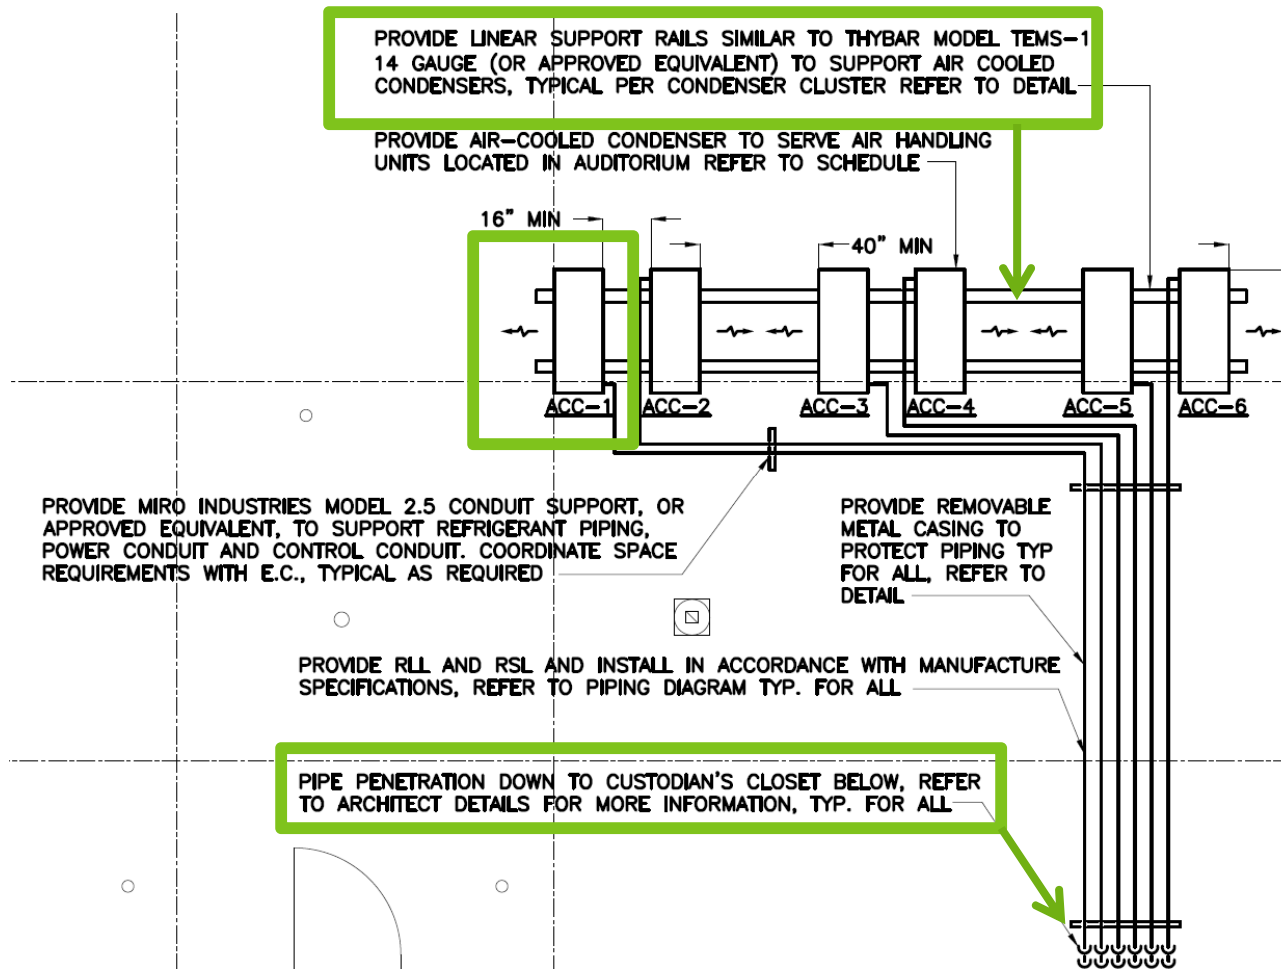 PROVIDE LINEAR SUPPORT RAILS SIMILAR TO THYBAR MODEL TEMS-1
14 GAUGE (OR APPROVED EQUIVALENT) TO SUPPORT AIR COOLED
CONDENSERS, TYPICAL PER CONDENSER CLUSTER REFER TO DETAIL
PROVIDE AIR-COOLED CONDENSER TO SERVE AIR HANDLING
UNITS LOCATED IN AUDITORIUM REFER TO SCHEDULE
16" MIN
40" MIN
ACC-1
ACC-2
ACC-3
ACC-4
ACC-5
ACC-6
PROVIDE MIRO INDUSTRIES MODEL 2.5 CONDUIT SUPPORT, OR
APPROVED EQUIVALENT, TO SUPPORT REFRIGERANT PIPING,
POWER CONDUIT AND CONTROL CONDUIT. COORDINATE SPACE
REQUIREMENTS WITH E.C., TYPICAL AS REQUIRED
PROVIDE REMOVABLE
METAL CASING TO
PROTECT PIPING TYP
FOR ALL, REFER TO
DETAIL
PROVIDE RLL AND RSL AND INSTALL IN ACCORDANCE WITH MANUFACTURE
SPECIFICATIONS, REFER TO PIPING DIAGRAM TYP. FOR ALL
PIPE PENETRATION DOWN TO CUSTODIAN'S CLOSET BELOW, REFER
TO ARCHITECT DETAILS FOR MORE INFORMATION, TYP. FOR ALL